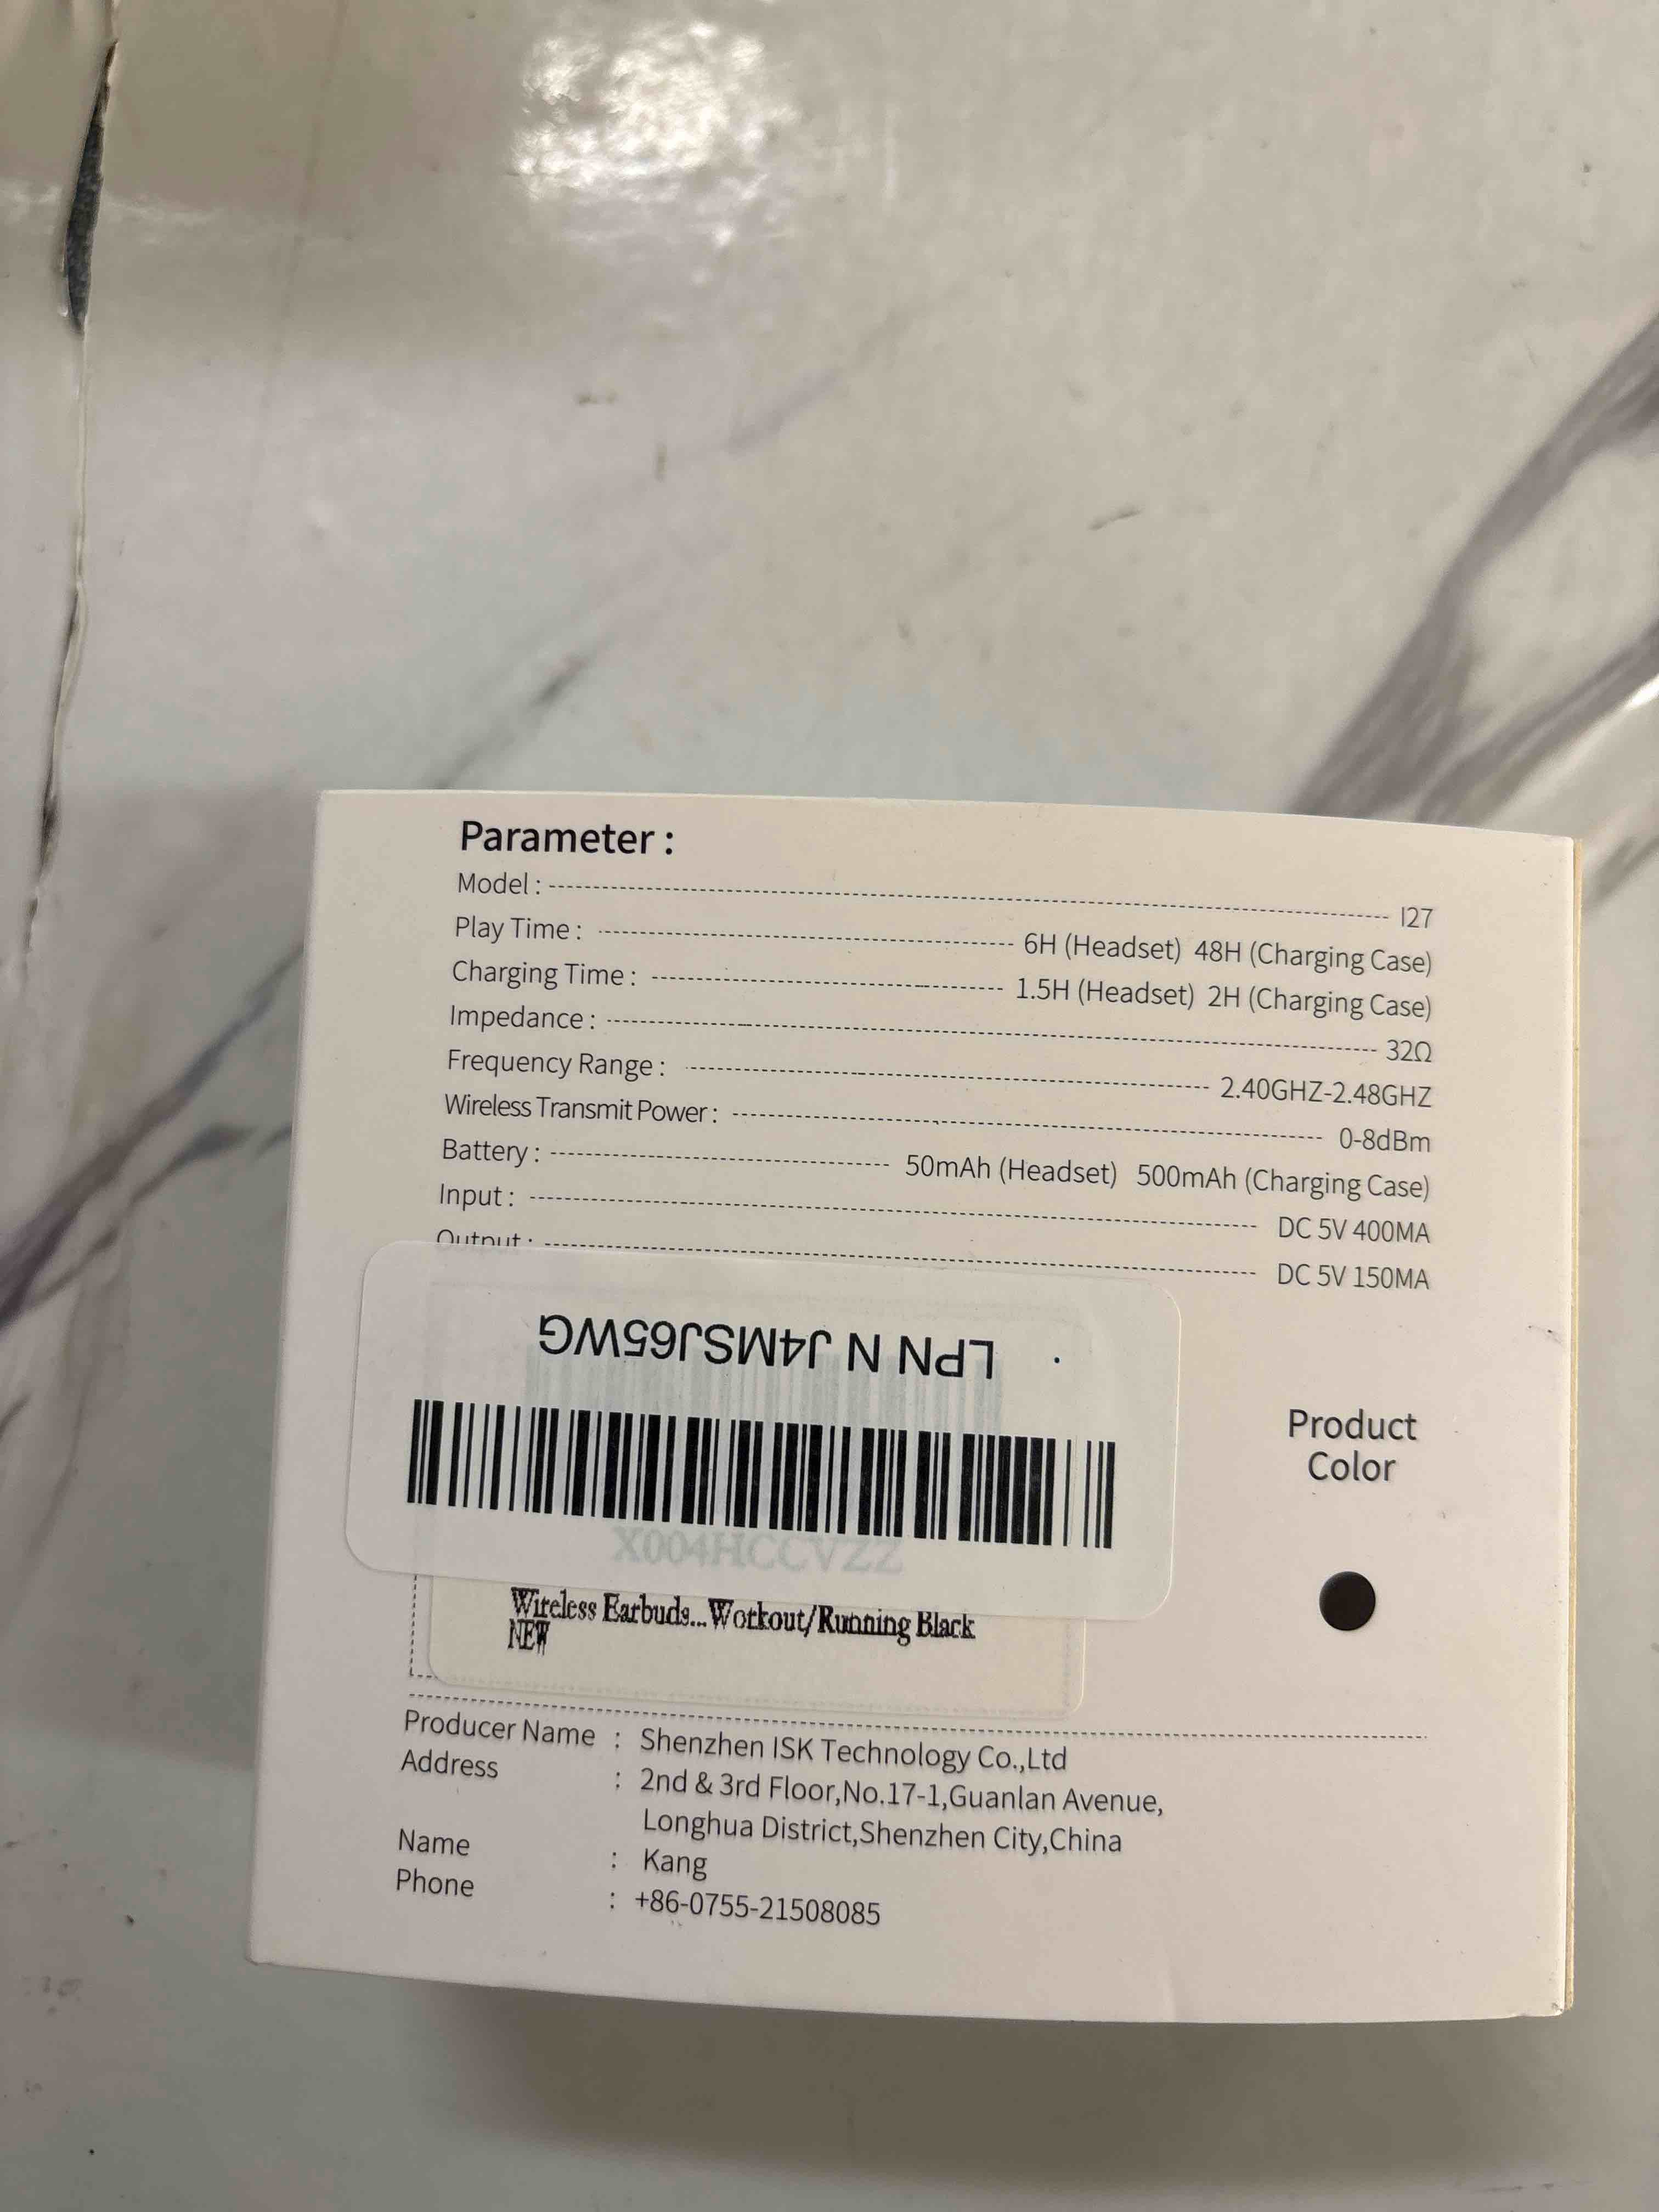 Parameter :
Model : I27
Play Time : 6H (Headset) 48H (Charging Case)
Charging Time : 1.5H (Headset) 2H (Charging Case)
Impedance : 32Ω
Frequency Range : 2.40GHZ-2.48GHZ
Wireless Transmit Power : 0-8dBm
Battery : 50mAh (Headset) 500mAh (Charging Case)
Input : DC 5V 400MA
Output : DC 5V 150MA
LPN N J4MSJ65WG
X004HCCVZZ
Wireless Earbuds...Workout/Running Black
NEW
Product
Color
Producer Name : Shenzhen ISK Technology Co.,Ltd
Address : 2nd & 3rd Floor,No.17-1,Guanlan Avenue,
Longhua District,Shenzhen City,China
Name : Kang
Phone : +86-0755-21508085